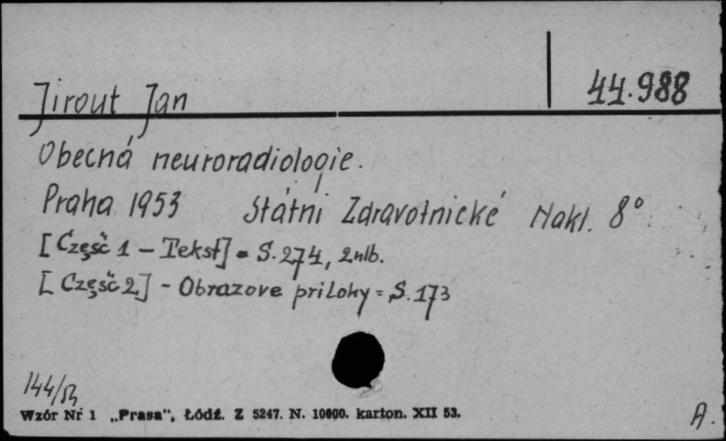 44.988
Jirout Jan
Obecná neuroradiologie.
Praha 1953 Státní Zdravotnické Nakl. 8°
[Część 1 - Tekst] = S. 274, 2nlb.
[Część 2] - Obrazove priLohy = S. 173
144/54
Wzór Nr 1 „Prasa", Łódź. Z 5247. N. 10000. karton. XII 53.
A.